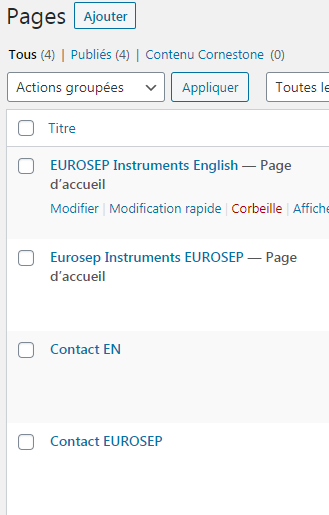 Pages Ajouter
Tous (4) | Publiés (4) | Contenu Cornestone (0)
Actions groupées Appliquer Toutes le
Titre
EUROSEP Instruments English — Page
d’accueil
Modifier | Modification rapide | Corbeille | Affiche
Eurosep Instruments EUROSEP — Page
d’accueil
Contact EN
Contact EUROSEP